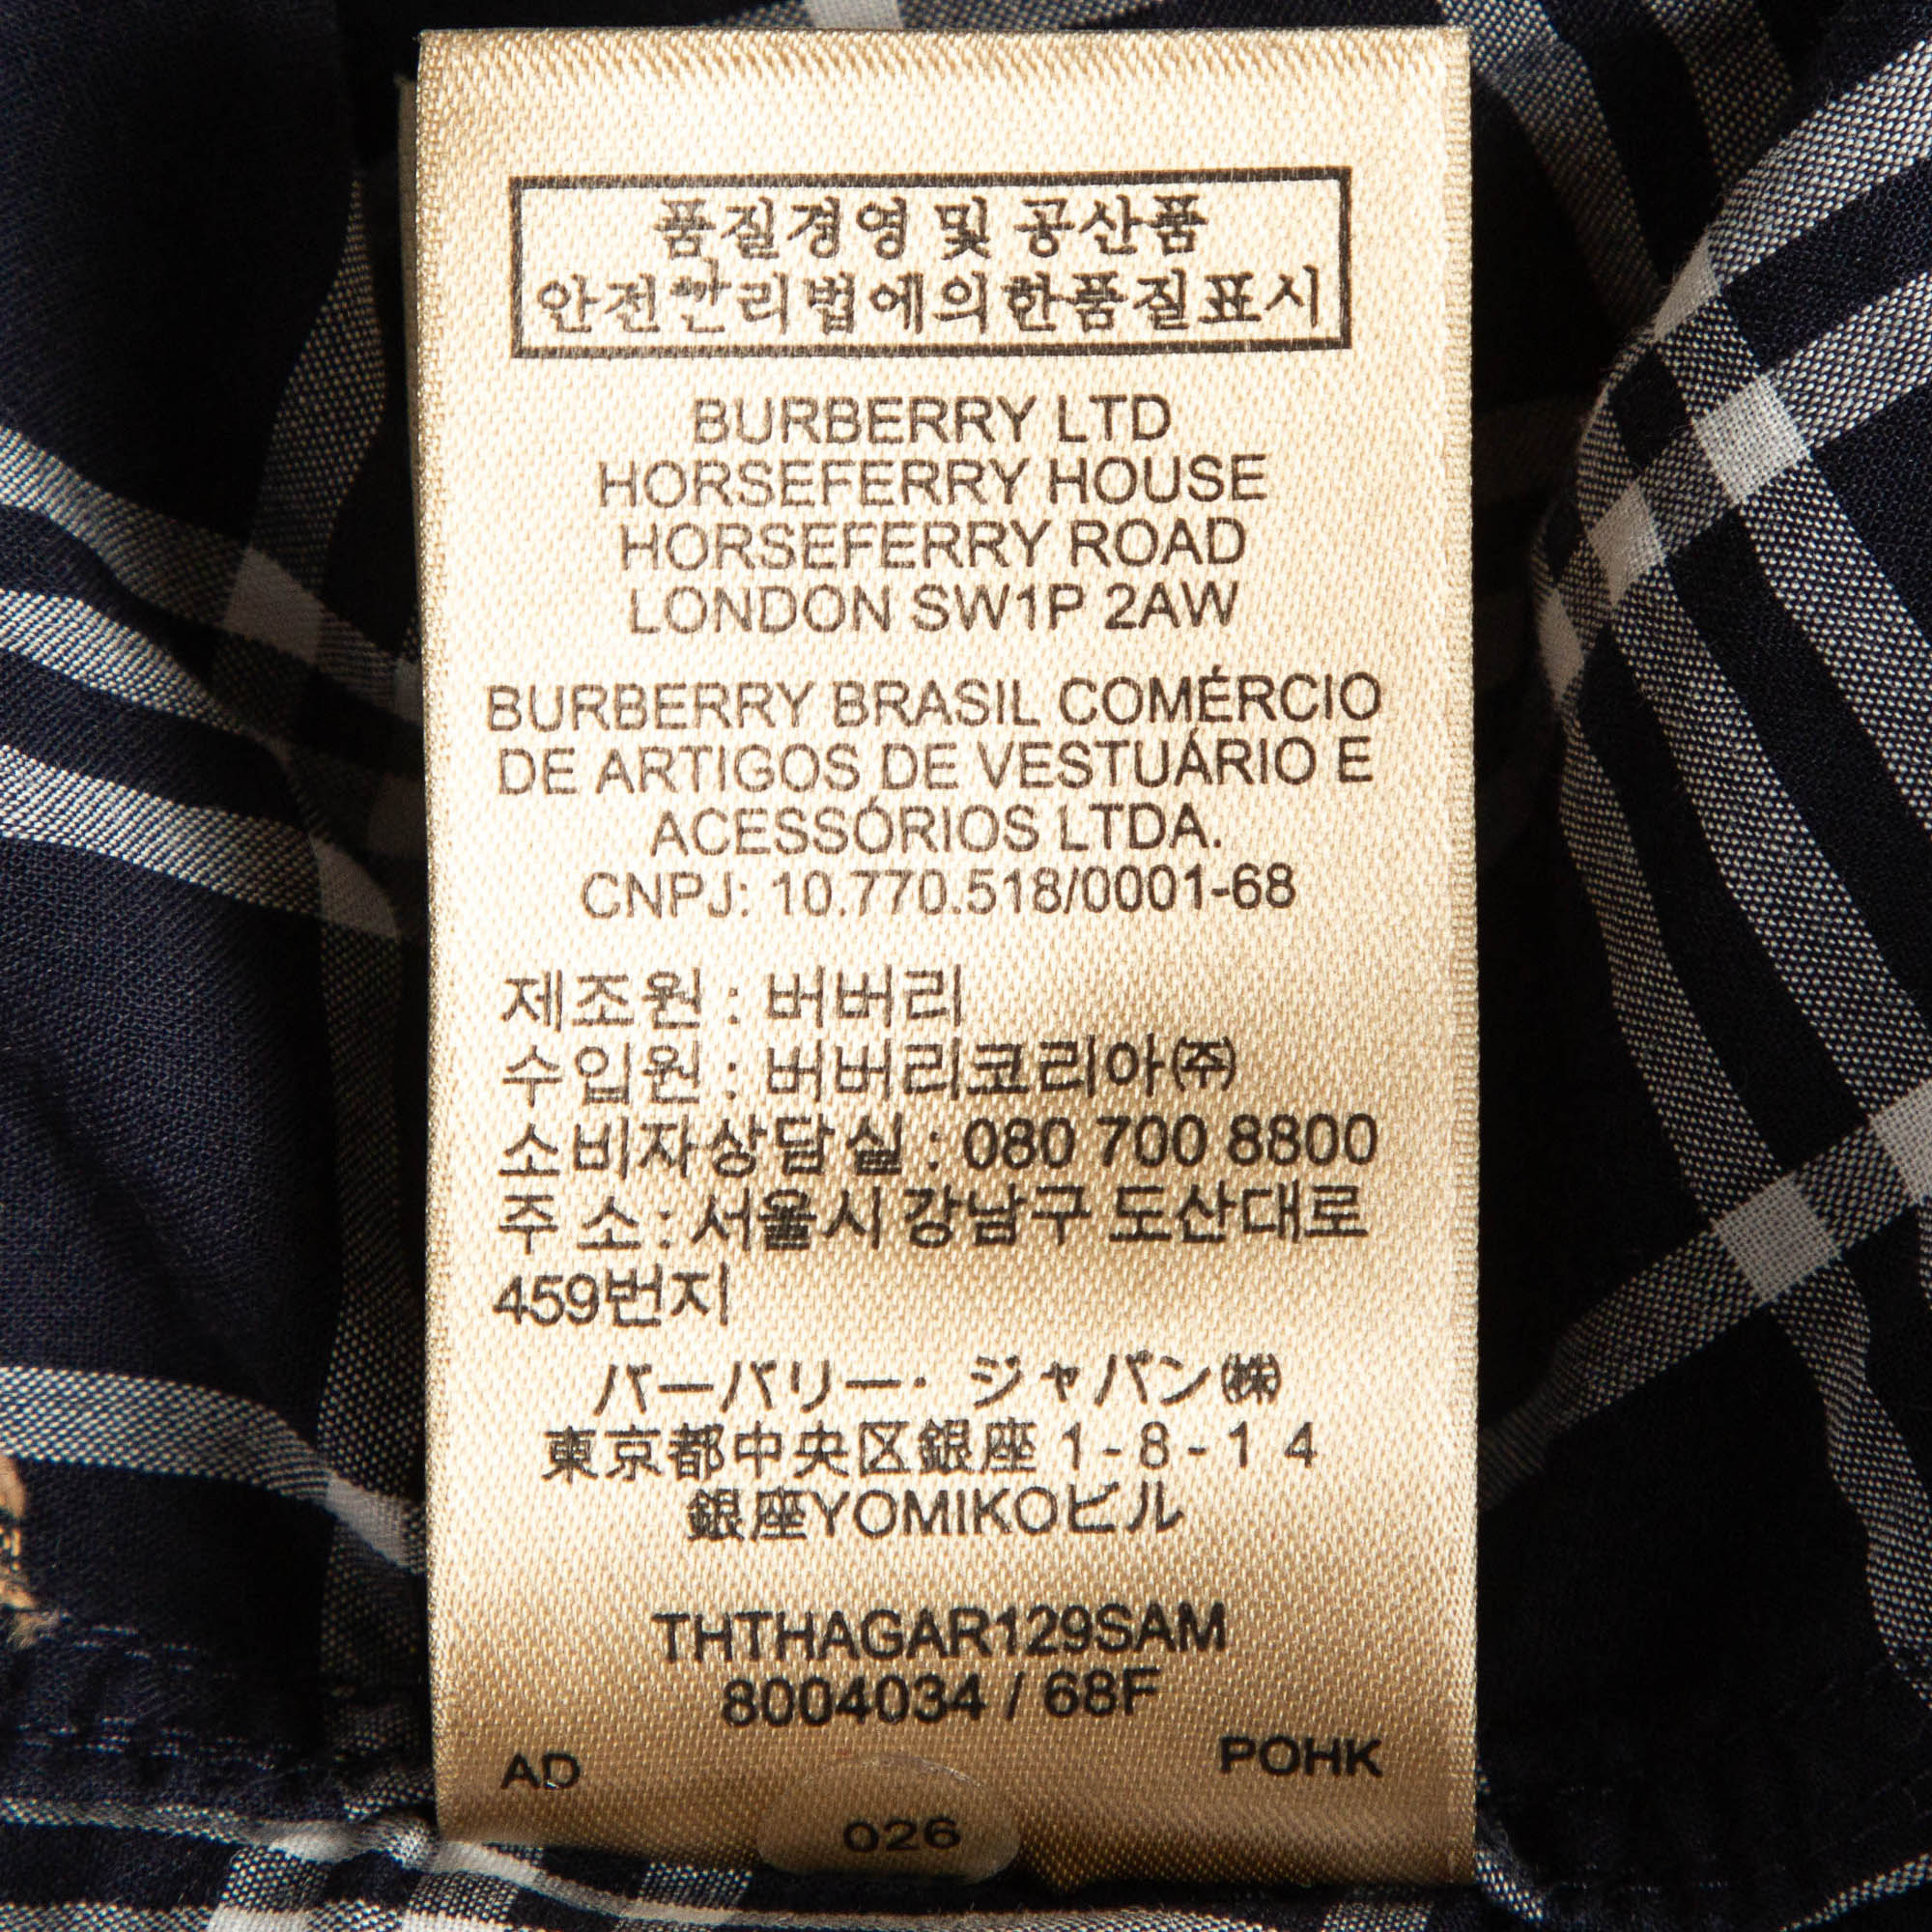 품질경영 및 공산품
안전관리법에의한품질표시
BURBERRY LTD
HORSEFERRY HOUSE
HORSEFERRY ROAD
LONDON SW1P 2AW
BURBERRY BRASIL COMÉRCIO
DE ARTIGOS DE VESTUÁRIO E
ACESSÓRIOS LTDA.
CNPJ: 10.770.518/0001-68
제조원 : 버버리
수입원 : 버버리코리아㈜
소비자상담실 : 080 700 8800
주 소 : 서울시 강남구 도산대로
459번지
バーバリー・ジャパン㈱
東京都中央区銀座 1-8-1 4
銀座YOMIKOビル
THTHAGAR129SAM
8004034 / 68F
AD POHK
026